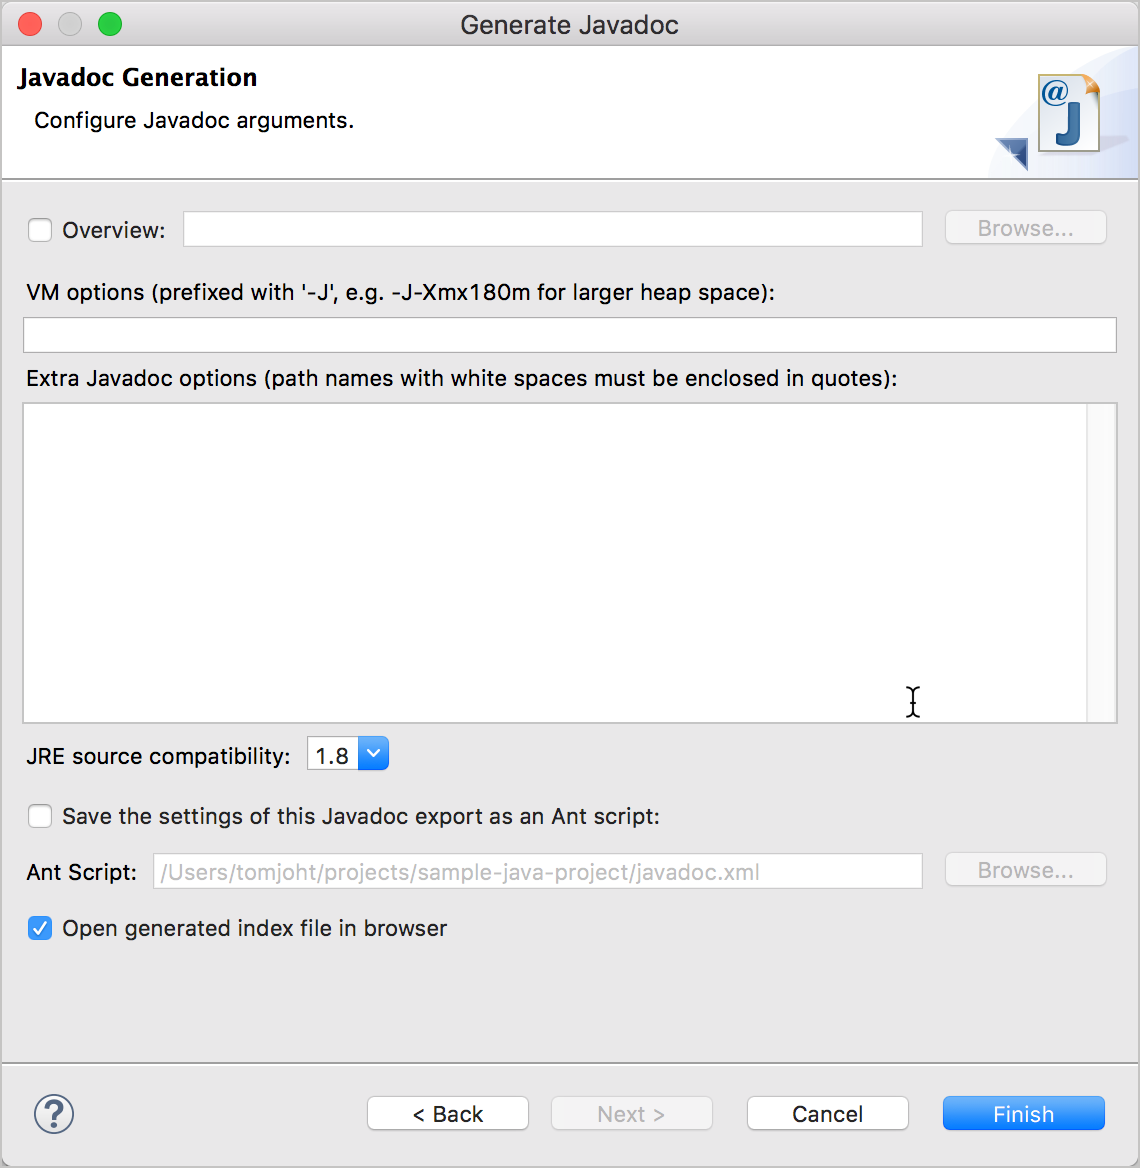 Generate Javadoc
Javadoc Generation
Configure Javadoc arguments.
@J
Overview: Browse...
VM options (prefixed with '-J', e.g. -J-Xmx180m for larger heap space):
Extra Javadoc options (path names with white spaces must be enclosed in quotes):
JRE source compatibility: 1.8
Save the settings of this Javadoc export as an Ant script:
Ant Script: /Users/tomjoht/projects/sample-java-project/javadoc.xml Browse...
Open generated index file in browser
? < Back Next > Cancel Finish